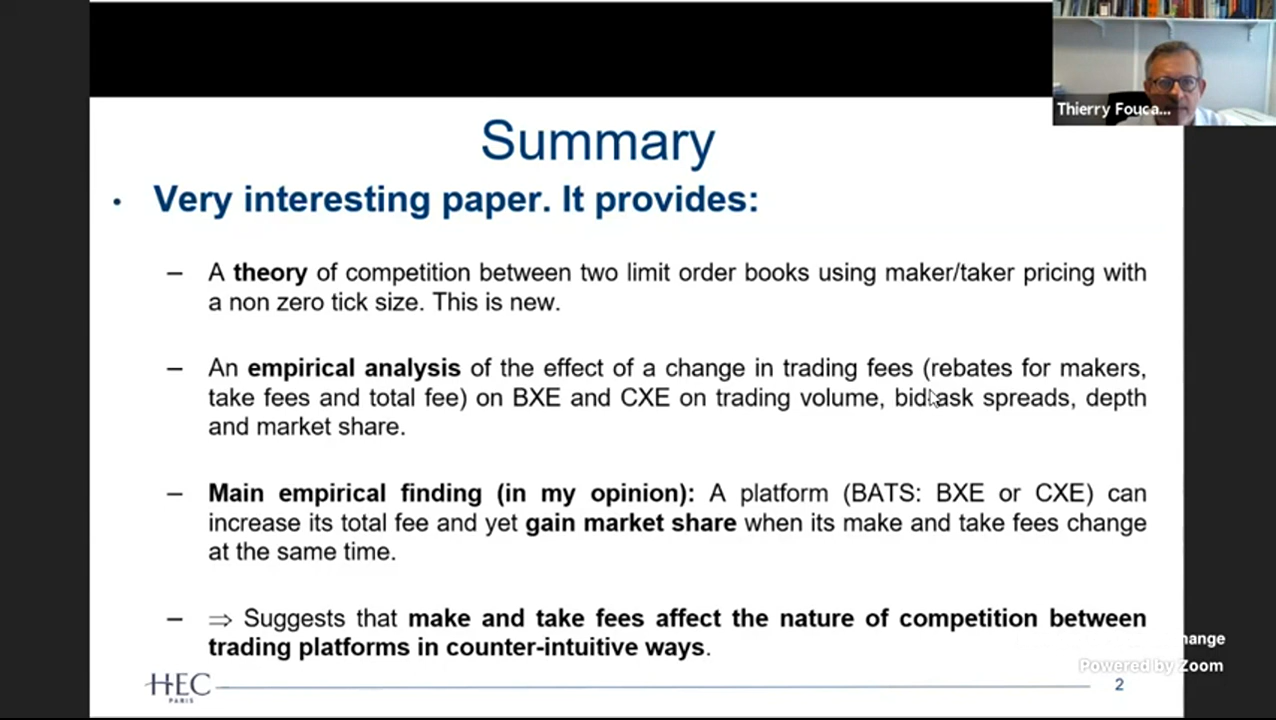 Thierry Fouca...
Summary
• Very interesting paper. It provides:
– A theory of competition between two limit order books using maker/taker pricing with
a non zero tick size. This is new.
– An empirical analysis of the effect of a change in trading fees (rebates for makers,
take fees and total fee) on BXE and CXE on trading volume, bid-ask spreads, depth
and market share.
– Main empirical finding (in my opinion): A platform (BATS: BXE or CXE) can
increase its total fee and yet gain market share when its make and take fees change
at the same time.
– ⇒ Suggests that make and take fees affect the nature of competition between
trading platforms in counter-intuitive ways.
hange
Powered by Zoom
HEC
PARIS
2